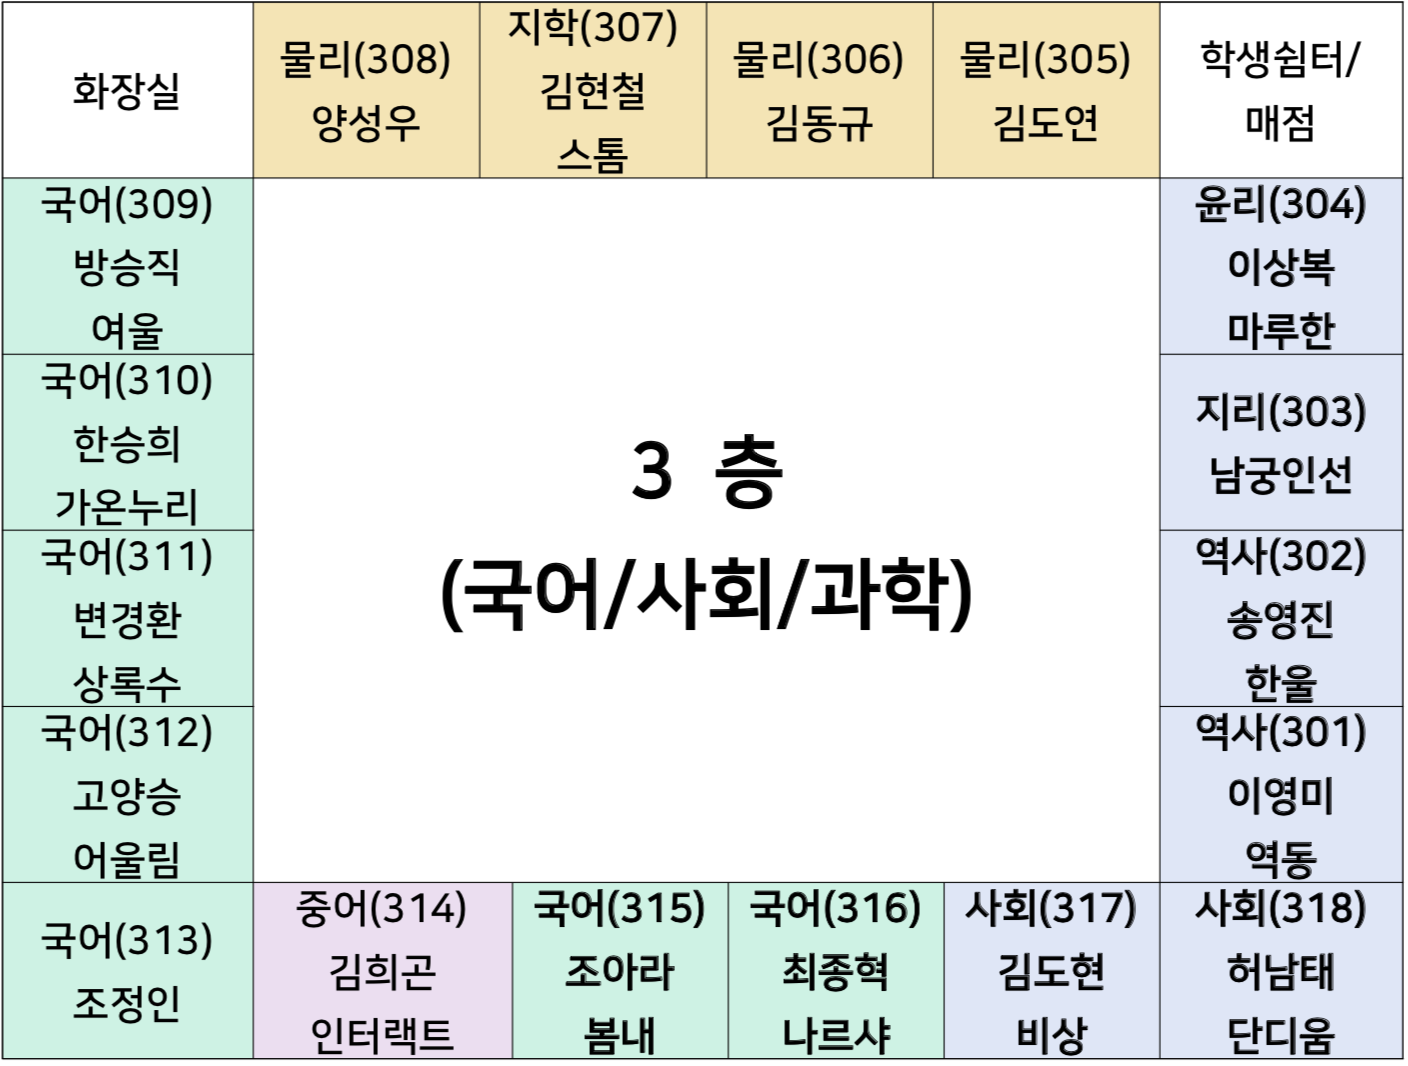 화장실
물리(308)
양성우
지학(307)
김현철
스톰
물리(306)
김동규
물리(305)
김도연
학생쉼터/
매점
국어(309)
방승직
여울
윤리(304)
이상복
마루한
국어(310)
한승희
가온누리
지리(303)
남궁인선
3 층
(국어/사회/과학)
국어(311)
변경환
상록수
역사(302)
송영진
한울
국어(312)
고양승
어울림
역사(301)
이영미
역동
국어(313)
조정인
중어(314)
김희곤
인터랙트
국어(315)
조아라
봄내
국어(316)
최종혁
나르샤
사회(317)
김도현
비상
사회(318)
허남태
단디움